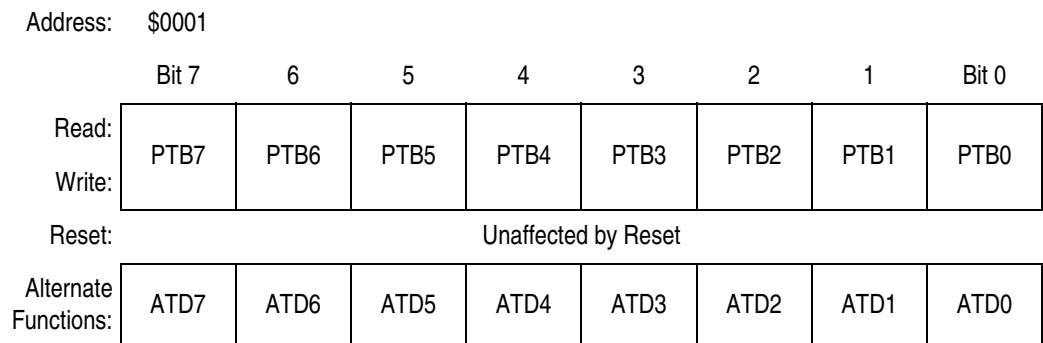 Address: $0001
Bit 7 6 5 4 3 2 1 Bit 0
Read:
PTB7 PTB6 PTB5 PTB4 PTB3 PTB2 PTB1 PTB0
Write:
Reset: Unaffected by Reset
Alternate
Functions: ATD7 ATD6 ATD5 ATD4 ATD3 ATD2 ATD1 ATD0